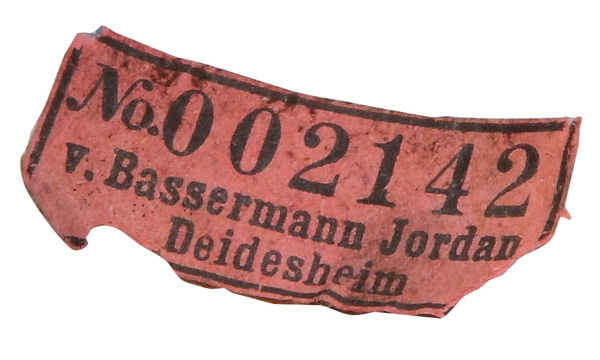 No. 002142
v. Bassermann Jordan
Deidesheim